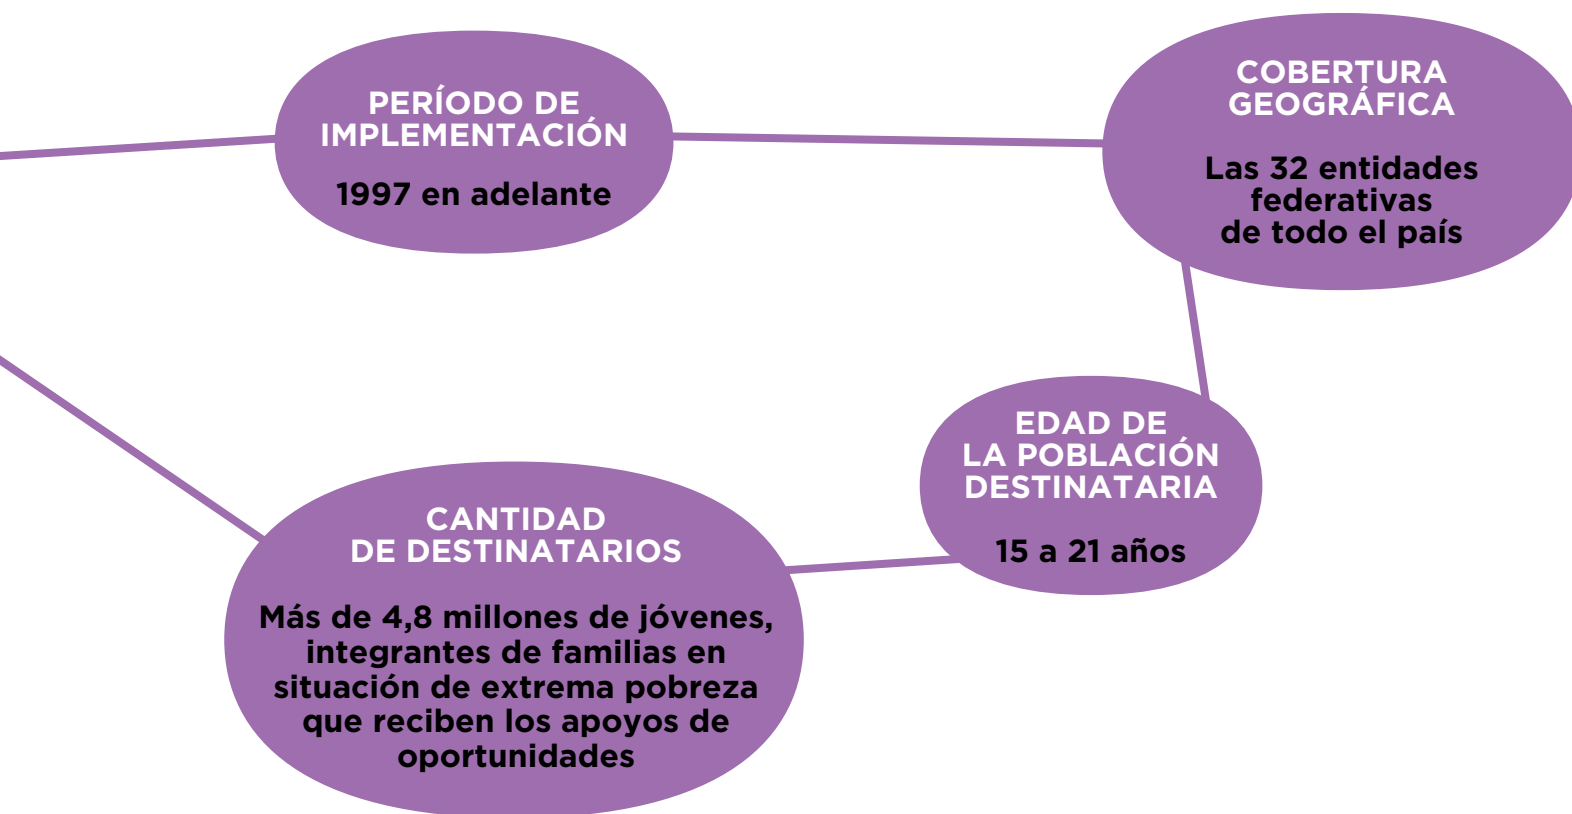 PERÍODO DE
IMPLEMENTACIÓN
1997 en adelante
COBERTURA
GEOGRÁFICA
Las 32 entidades
federativas
de todo el país
EDAD DE
LA POBLACIÓN
DESTINATARIA
15 a 21 años
CANTIDAD
DE DESTINATARIOS
Más de 4,8 millones de jóvenes,
integrantes de familias en
situación de extrema pobreza
que reciben los apoyos de
oportunidades